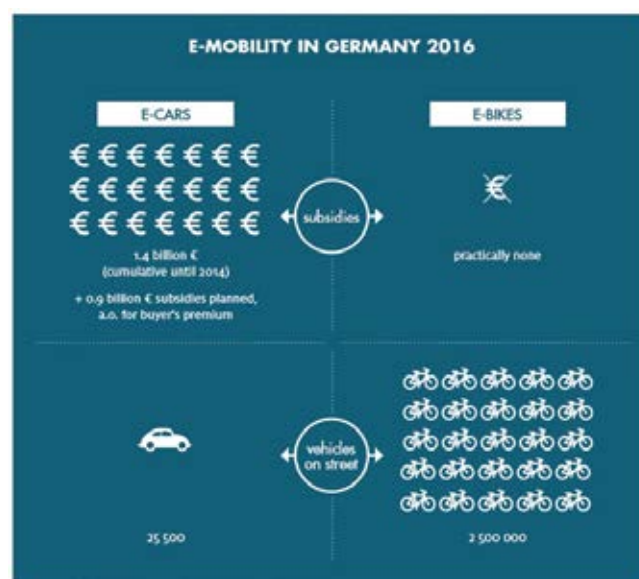 E-MOBILITY IN GERMANY 2016
E-CARS
E-BIKES
€ € € € € € €
€ € € € € € €
€ € € € € € €
subsidies
€
1.4 billion €
(cumulative until 2014)
+ 0.9 billion € subsidies planned,
a.o. for buyer's premium
practically none
vehicles
on street
25 500
2 500 000